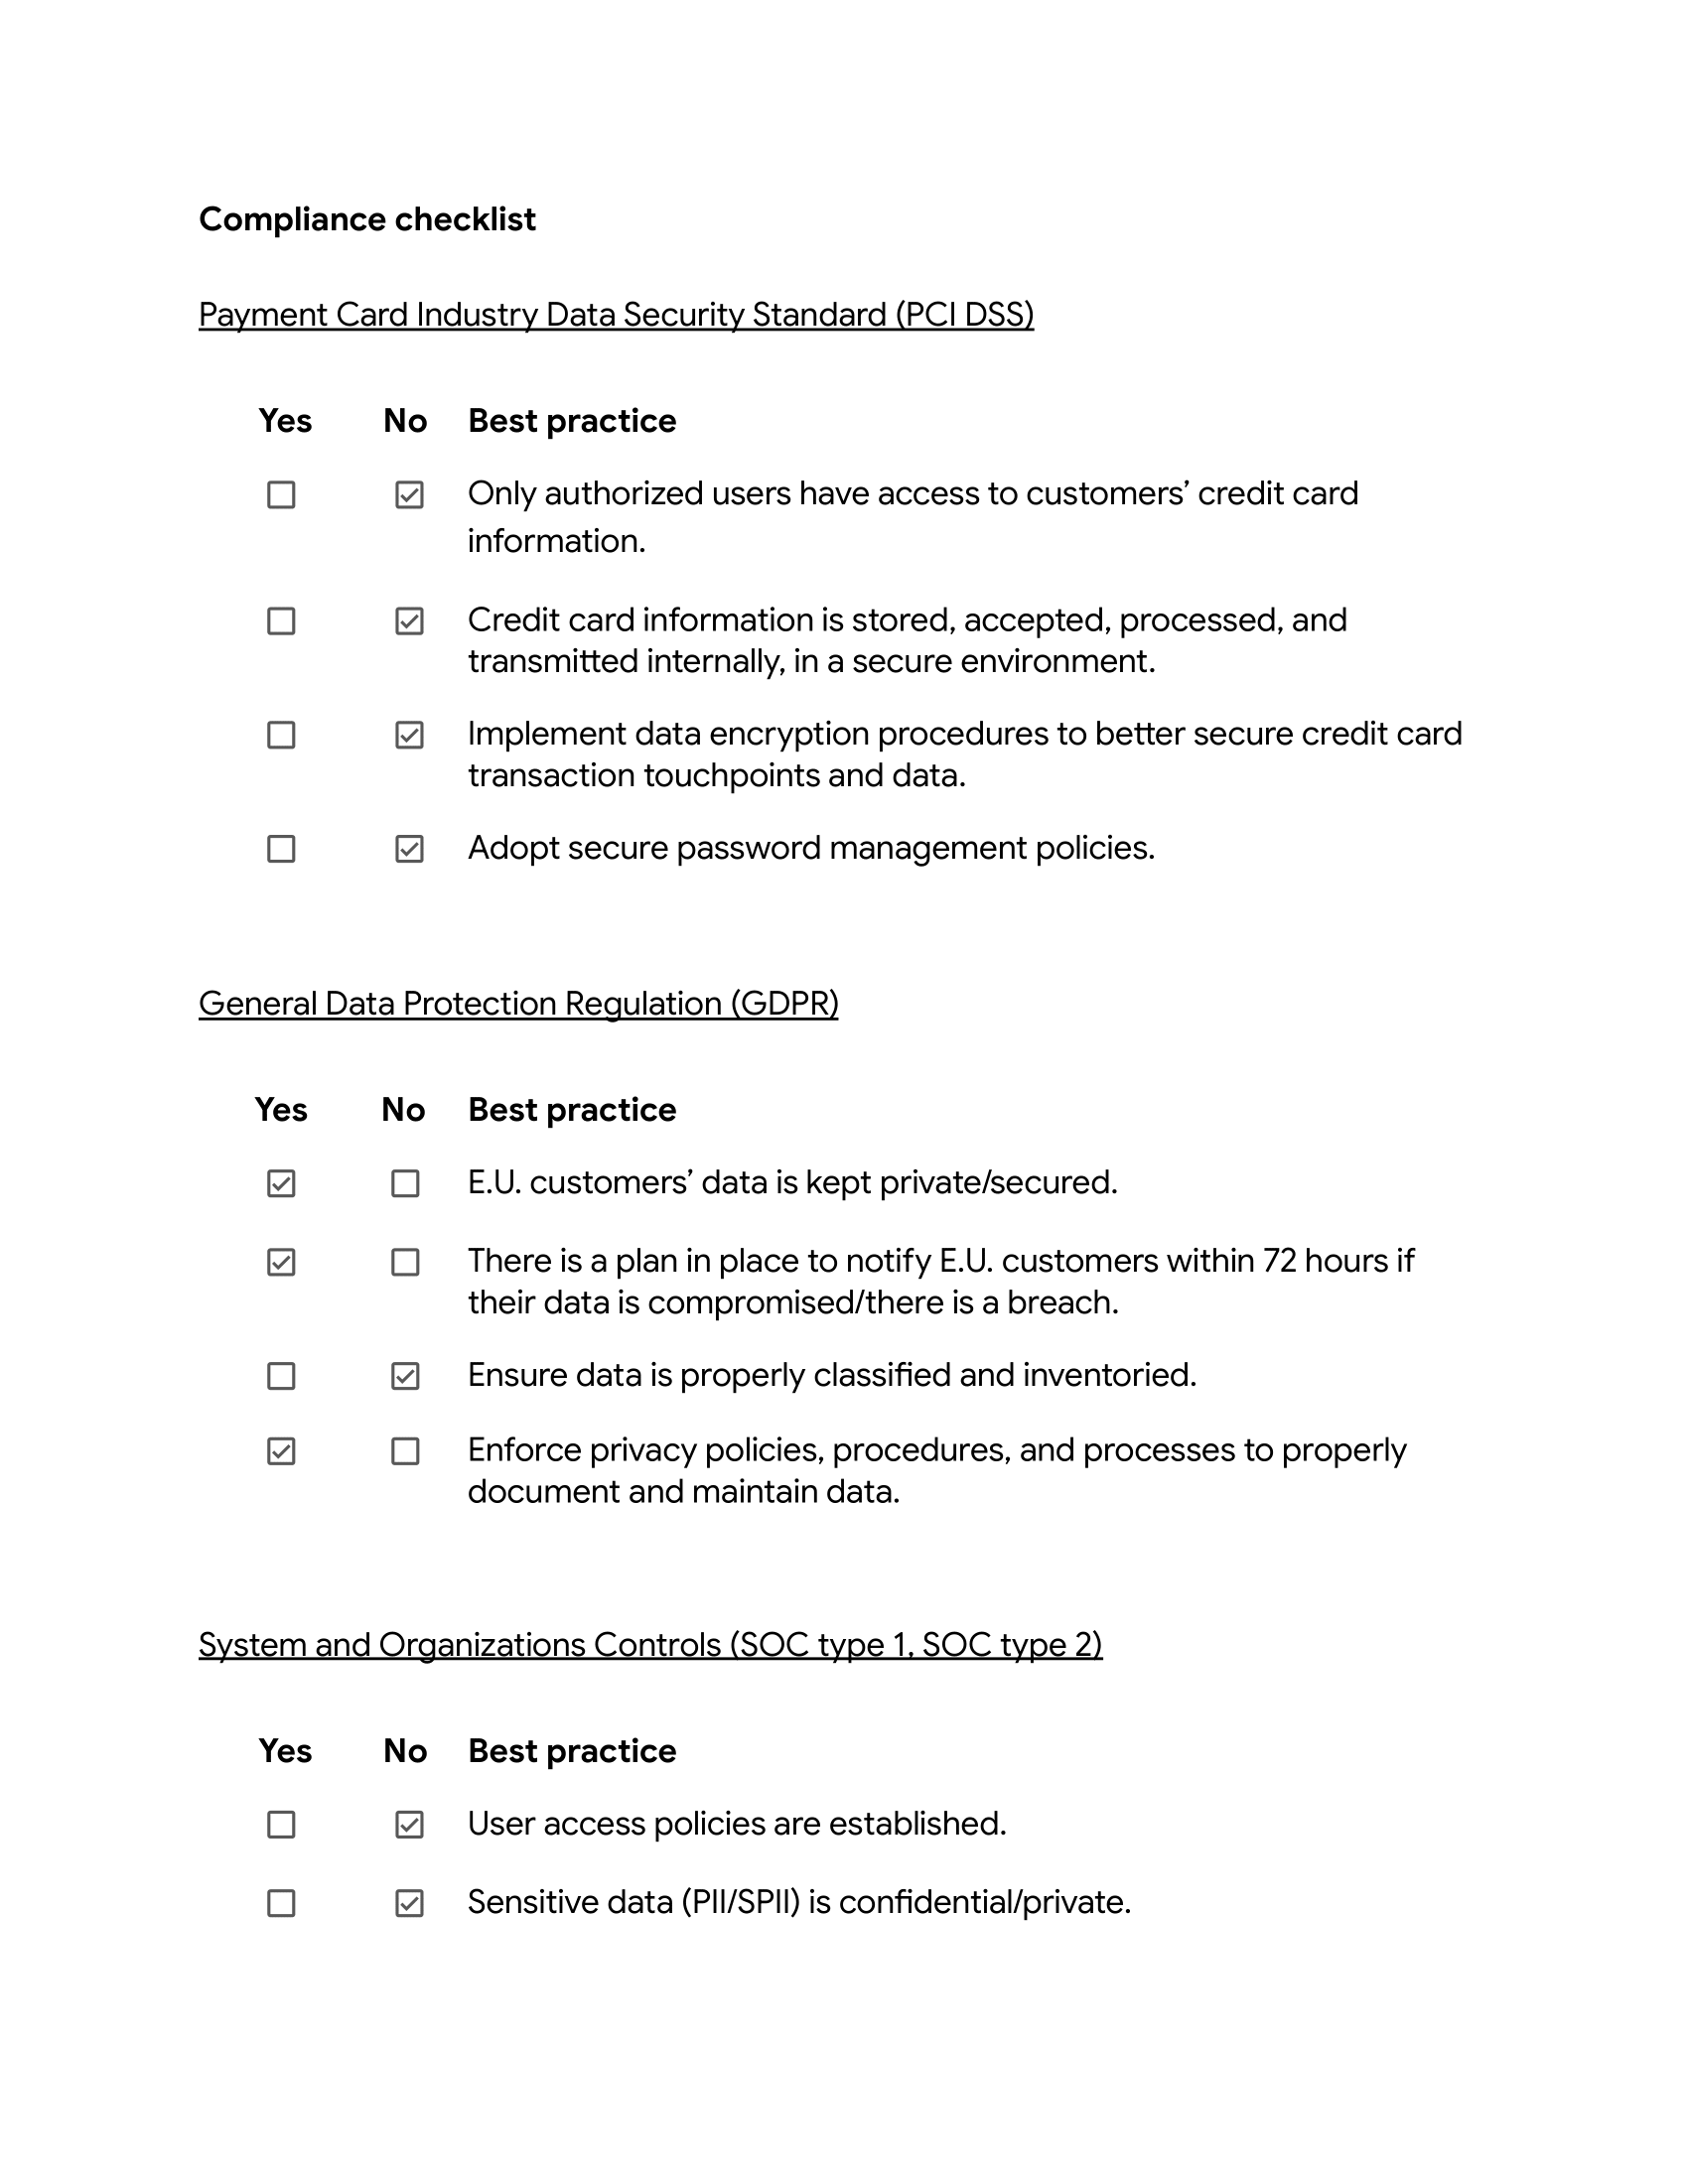 Compliance checklist
Payment Card Industry Data Security Standard (PCI DSS)
Yes No Best practice
☐ ☑ Only authorized users have access to customers’ credit card
information.
☐ ☑ Credit card information is stored, accepted, processed, and
transmitted internally, in a secure environment.
☐ ☑ Implement data encryption procedures to better secure credit card
transaction touchpoints and data.
☐ ☑ Adopt secure password management policies.
General Data Protection Regulation (GDPR)
Yes No Best practice
☑ ☐ E.U. customers’ data is kept private/secured.
☑ ☐ There is a plan in place to notify E.U. customers within 72 hours if
their data is compromised/there is a breach.
☐ ☑ Ensure data is properly classified and inventoried.
☑ ☐ Enforce privacy policies, procedures, and processes to properly
document and maintain data.
System and Organizations Controls (SOC type 1, SOC type 2)
Yes No Best practice
☐ ☑ User access policies are established.
☐ ☑ Sensitive data (PII/SPII) is confidential/private.